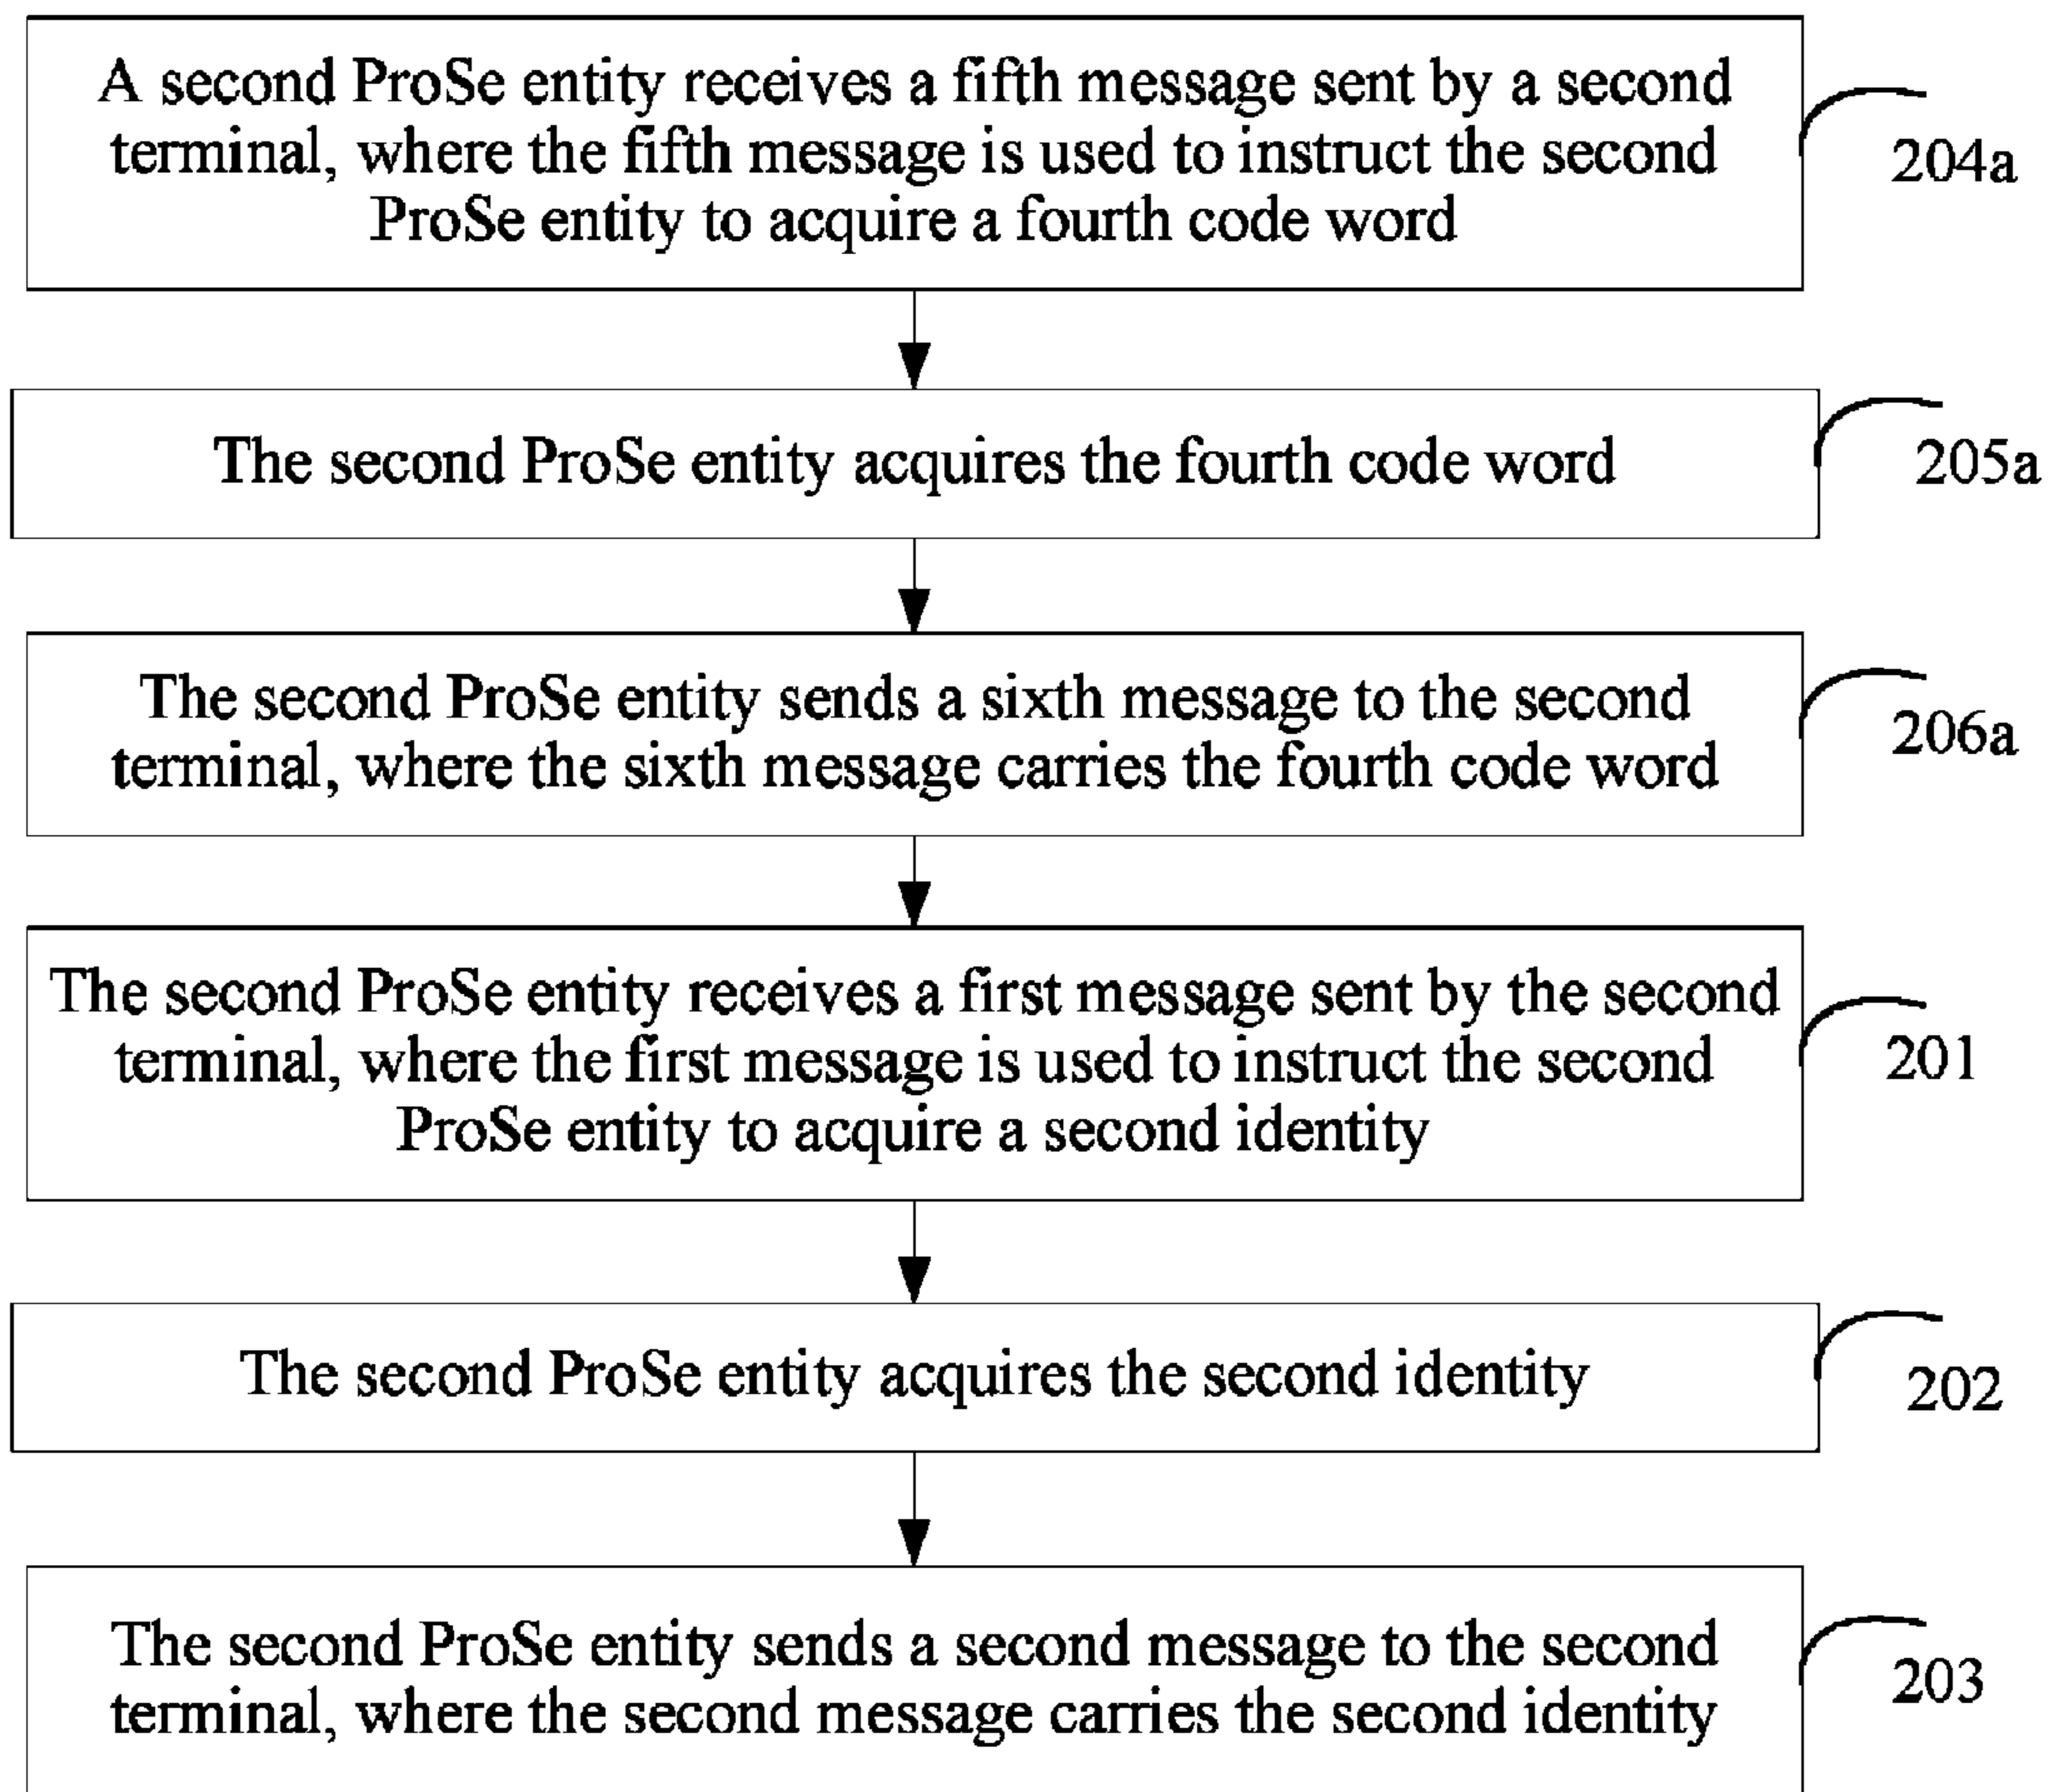 A second ProSe entity receives a fifth message sent by a second
terminal, where the fifth message is used to instruct the second
ProSe entity to acquire a fourth code word
204a
The second ProSe entity acquires the fourth code word
205a
The second ProSe entity sends a sixth message to the second
terminal, where the sixth message carries the fourth code word
206a
The second ProSe entity receives a first message sent by the second
terminal, where the first message is used to instruct the second
ProSe entity to acquire a second identity
201
The second ProSe entity acquires the second identity
202
The second ProSe entity sends a second message to the second
terminal, where the second message carries the second identity
203